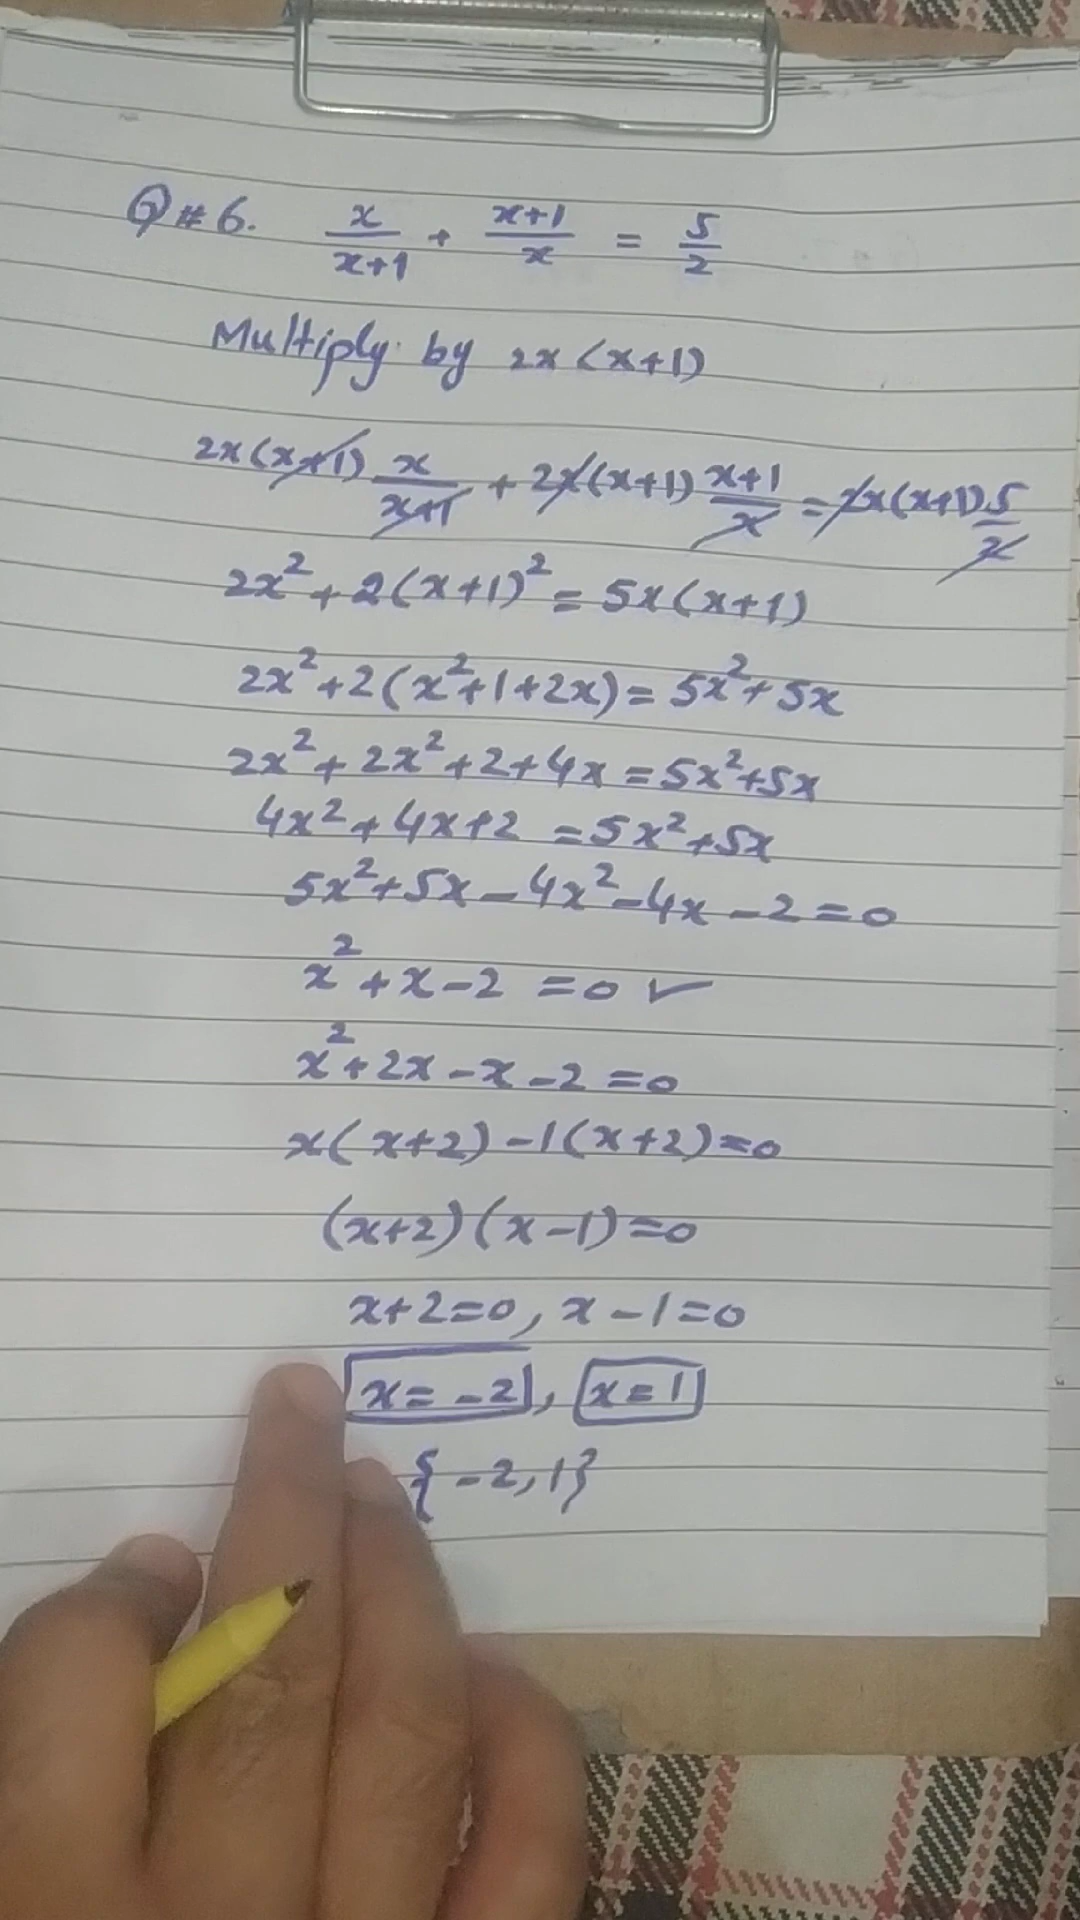 Q#6. x/(x+1) + (x+1)/x = 5/2
Multiply by 2x(x+1)
2x(x+1) x/(x+1) + 2x(x+1) (x+1)/x = 2x(x+1) 5/2
2x² + 2(x+1)² = 5x(x+1)
2x² + 2(x²+1+2x) = 5x² + 5x
2x² + 2x² + 2 + 4x = 5x² + 5x
4x² + 4x + 2 = 5x² + 5x
5x² + 5x - 4x² - 4x - 2 = 0
x² + x - 2 = 0 ✓
x² + 2x - x - 2 = 0
x(x+2) - 1(x+2) = 0
(x+2)(x-1) = 0
x+2=0, x-1=0
x = -2, x = 1
{-2, 1}